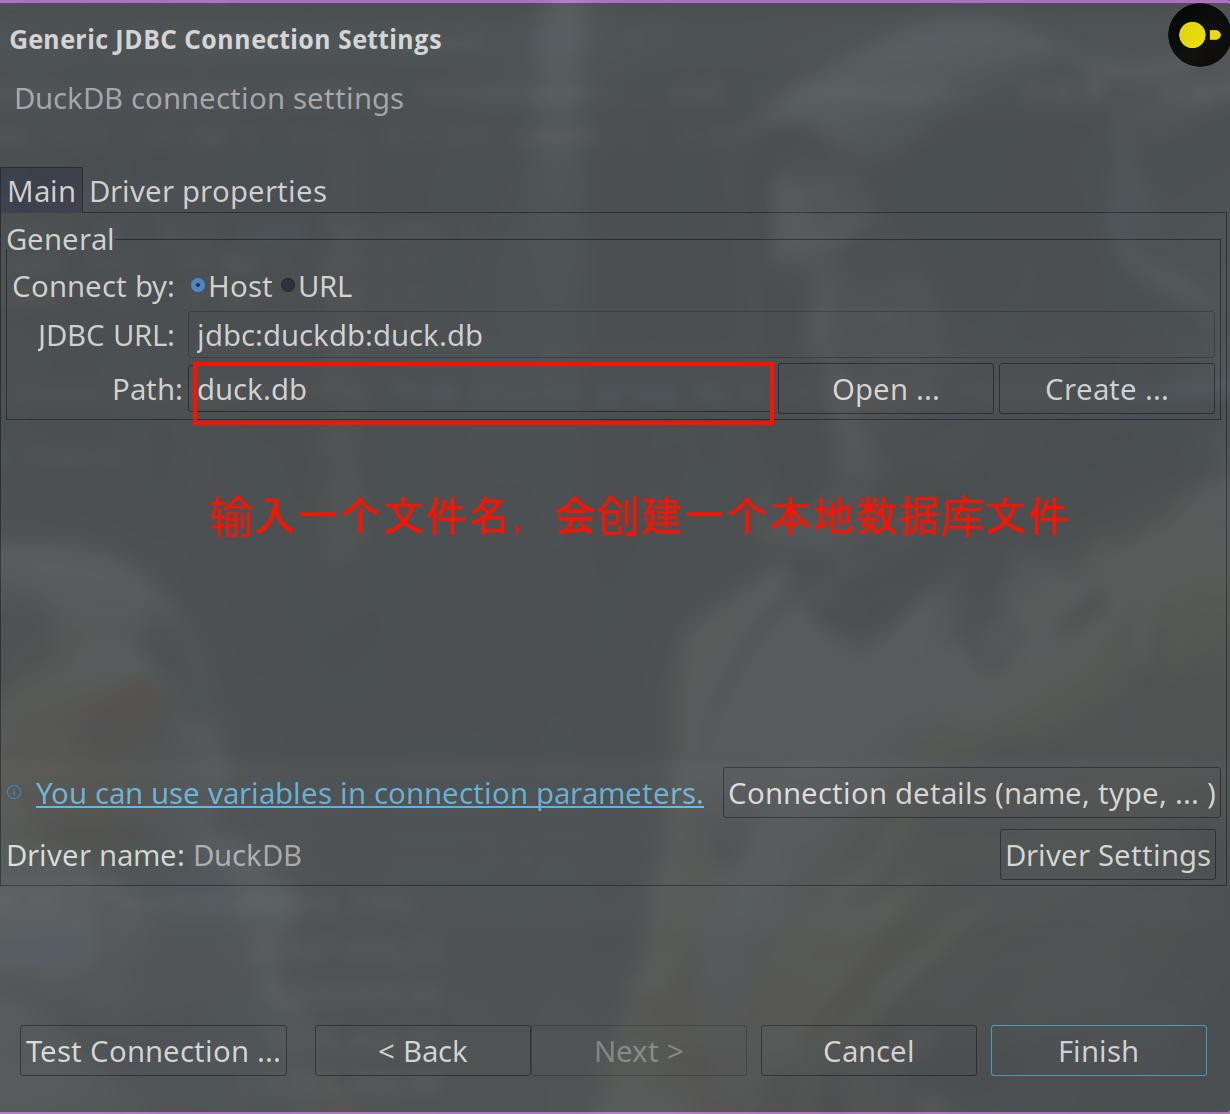 Generic JDBC Connection Settings
DuckDB connection settings
Main Driver properties
General
Connect by: Host URL
JDBC URL: jdbc:duckdb:duck.db
Path: duck.db Open ... Create ...
输入一个文件名，会创建一个本地数据库文件
You can use variables in connection parameters. Connection details (name, type, ... )
Driver name: DuckDB Driver Settings
Test Connection ... < Back Next > Cancel Finish